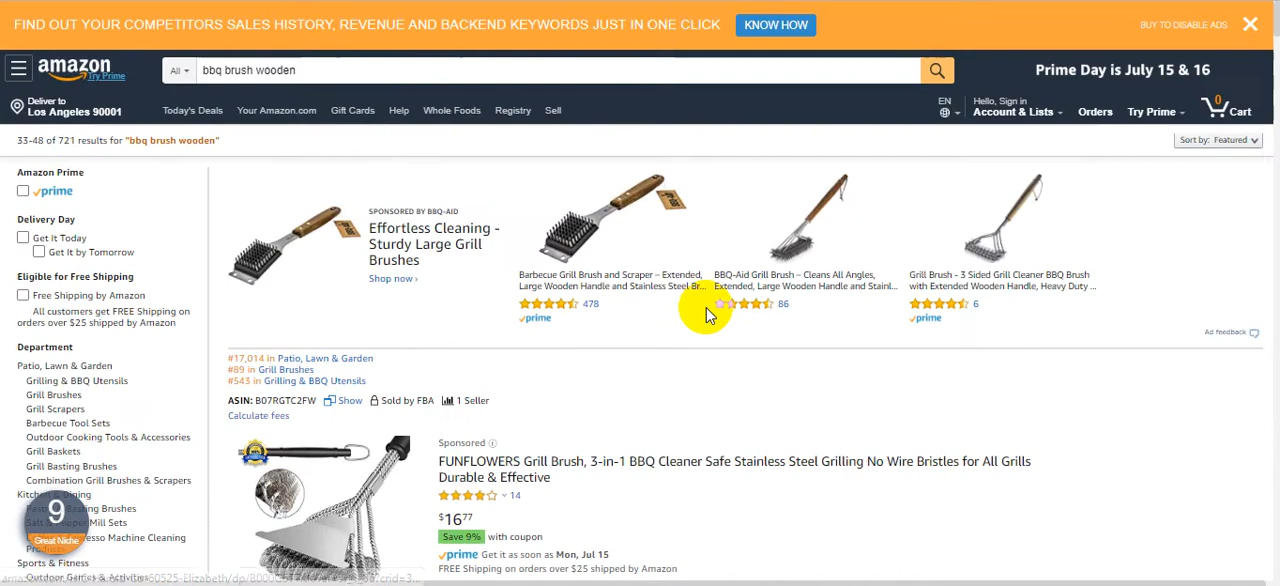 FIND OUT YOUR COMPETITORS SALES HISTORY, REVENUE AND BACKEND KEYWORDS JUST IN ONE CLICK
KNOW HOW
BUY TO DISABLE ADS
amazon
Try Prime
All
bbq brush wooden
Prime Day is July 15 & 16
Deliver to
Los Angeles 90001
Today's Deals
Your Amazon.com
Gift Cards
Help
Whole Foods
Registry
Sell
EN
Hello, Sign in
Account & Lists
Orders
Try Prime
0
Cart
33-48 of 721 results for "bbq brush wooden"
Sort by: Featured
Amazon Prime
prime
Delivery Day
Get It Today
Get It by Tomorrow
Eligible for Free Shipping
Free Shipping by Amazon
All customers get FREE Shipping on
orders over $25 shipped by Amazon
Department
Patio, Lawn & Garden
Grilling & BBQ Utensils
Grill Brushes
Grill Scrapers
Barbecue Tool Sets
Outdoor Cooking Tools & Accessories
Grill Baskets
Grill Basting Brushes
Combination Grill Brushes & Scrapers
Kitchen & Dining
Basting Brushes
Mill Sets
Machine Cleaning
Sports & Fitness
Outdoor Games & Activities
9
Great Niche
SPONSORED BY BBQ-AID
Effortless Cleaning -
Sturdy Large Grill
Brushes
Shop now ›
Barbecue Grill Brush and Scraper – Extended,
Large Wooden Handle and Stainless Steel Br...
478
prime
BBQ-Aid Grill Brush – Cleans All Angles,
Extended, Large Wooden Handle and Stainl...
86
Grill Brush - 3 Sided Grill Cleaner BBQ Brush
with Extended Wooden Handle, Heavy Duty ...
6
prime
Ad feedback
#17,014 in Patio, Lawn & Garden
#89 in Grill Brushes
#543 in Grilling & BBQ Utensils
ASIN: B07RGTC2FW Show Sold by FBA 1 Seller
Calculate fees
Sponsored
FUNFLOWERS Grill Brush, 3-in-1 BBQ Cleaner Safe Stainless Steel Grilling No Wire Bristles for All Grills
Durable & Effective
14
$16.77
Save 9% with coupon
prime Get it as soon as Mon, Jul 15
FREE Shipping on orders over $25 shipped by Amazon